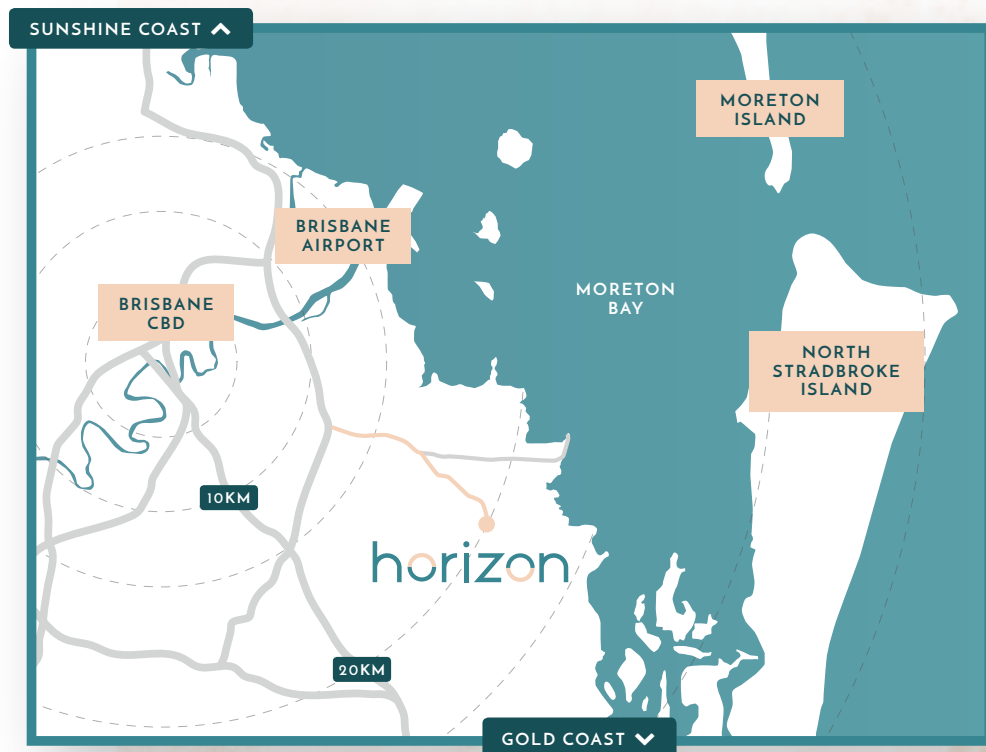 SUNSHINE COAST
MORETON
ISLAND
BRISBANE
AIRPORT
MORETON
BAY
BRISBANE
CBD
NORTH
STRADBROKE
ISLAND
10KM
horizon
20KM
GOLD COAST